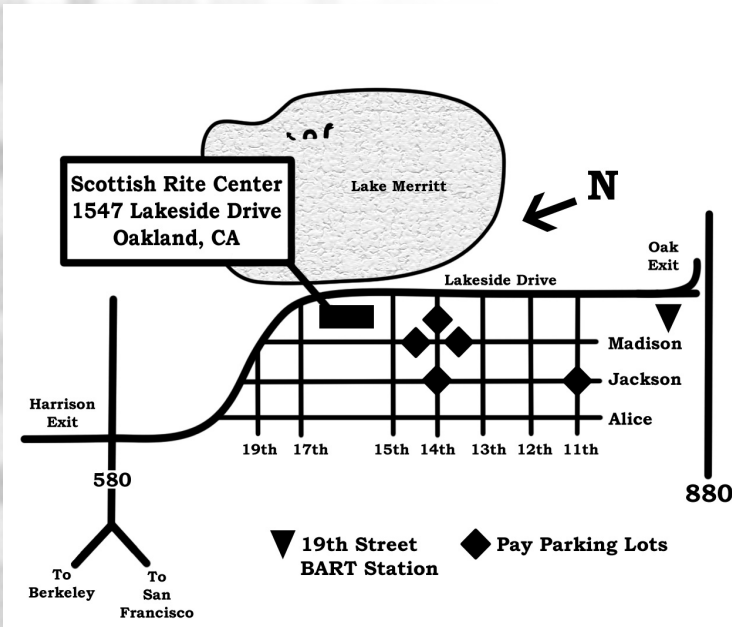 Scottish Rite Center
1547 Lakeside Drive
Oakland, CA
Lake Merritt
N
Oak
Exit
Lakeside Drive
Madison
Jackson
Alice
Harrison
Exit
19th
17th
15th
14th
13th
12th
11th
580
880
To
Berkeley
To
San
Francisco
19th Street
BART Station
Pay Parking Lots